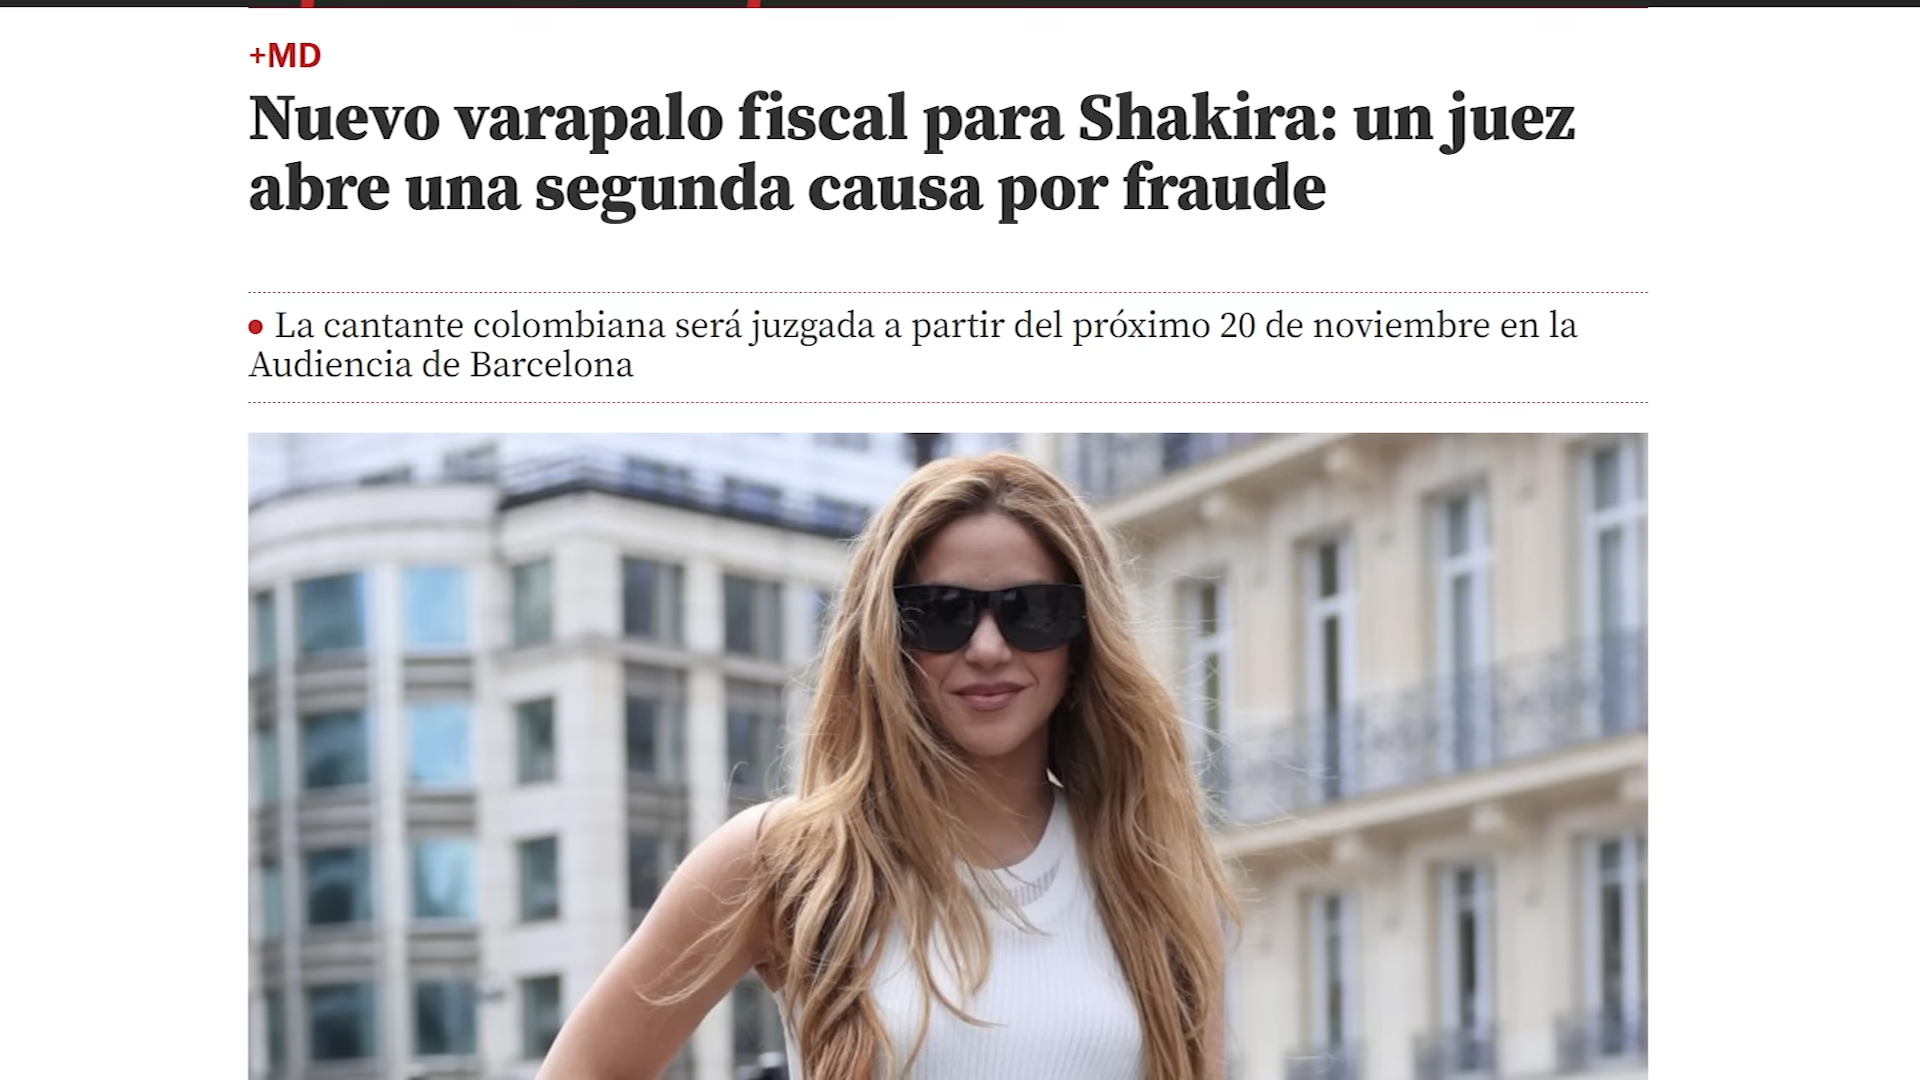 +MD
Nuevo varapalo fiscal para Shakira: un juez
abre una segunda causa por fraude
• La cantante colombiana será juzgada a partir del próximo 20 de noviembre en la
Audiencia de Barcelona